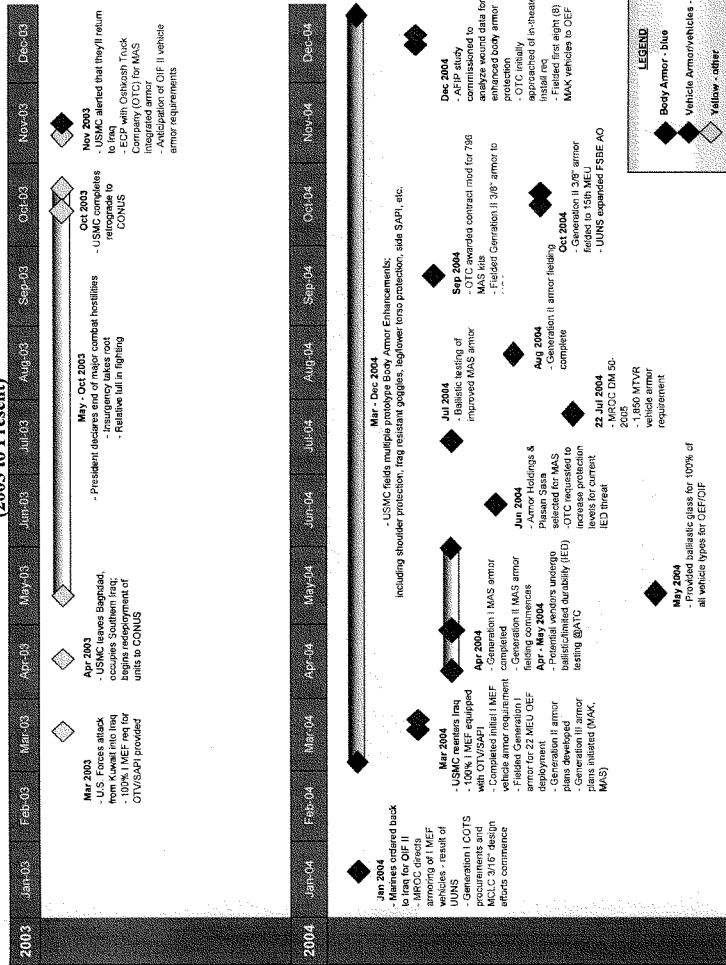 (2003 to Present)
2003
Jan-03
Feb-03
Mar-03
Apr-03
May-03
Jun-03
Jul-03
Aug-03
Sep-03
Oct-03
Nov-03
Dec-03
Mar 2003
- U.S. Forces attack
from Kuwait into Iraq
- 100% I MEF req for
OTV/SAPI provided
Apr 2003
- USMC leaves Baghdad,
occupies Southern Iraq;
begins redeployment of
units to CONUS
May - Oct 2003
- President declares end of major combat hostilities
- Insurgency takes root
- Relative lull in fighting
Oct 2003
- USMC completes
retrograde to
CONUS
Nov 2003
- USMC alerted that they'll return
to Iraq
- ECP with Oshkosh Truck
Company (OTC) for MAS
integrated armor
- Anticipation of OIF II vehicle
armor requirements
2004
Jan-04
Feb-04
Mar-04
Apr-04
May-04
Jun-04
Jul-04
Aug-04
Sep-04
Oct-04
Nov-04
Dec-04
Jan 2004
- Marines ordered back
to Iraq for OIF II
- MROC directs
armoring of I MEF
vehicles - result of
UUNS
- Generation I COTS
procurements and
MCLC 3/16" design
efforts commence
Mar - Dec 2004
- USMC fields multiple prototype Body Armor Enhancements;
including shoulder protection, frag resistant goggles, leg/lower torso protection, side SAPI, etc.
Mar 2004
- USMC reenters Iraq
- 100% I MEF equipped
with OTV/SAPI
- Completed initial I MEF
vehicle armor requirement
- Fielded Generation I
armor for 22 MEU OEF
deployment
- Generation II armor
plans developed
- Generation III armor
plans initiated (MAK,
MAS)
Apr 2004
- Generation I MAS armor
completed
- Generation II MAS armor
fielding commences
Apr - May 2004
- Potential vendors undergo
ballistic/limited durability (IED)
testing @ATC
May 2004
- Provided balliastic glass for 100% of
all vehicle types for OEF/OIF
Jun 2004
- Armor Holdings &
Plasan Sasa
selected for MAS
-OTC requested to
increase protection
levels for current
IED threat
Jul 2004
- Ballistic testing of
improved MAS armor
22 Jul 2004
- MROC DM 50-
2005
- 1,850 MTVR
vehicle armor
requirement
Aug 2004
- Generation II armor fielding
complete
Sep 2004
- OTC awarded contract mod for 796
MAS kits
- Fielded Genration II 3/8" armor to
Oct 2004
- Generation II 3/8" armor
fielded to 15th MEU
- UUNS expanded FSBE AO
Dec 2004
- AFIP study
commissioned to
analyze wound data for
enhanced body armor
protection
- OTC initially
approached of in-theater
install req
- Fielded first eight (8)
MAK vehicles to OEF
LEGEND
Body Armor - blue
Vehicle Armor/vehicles -
Yellow - other